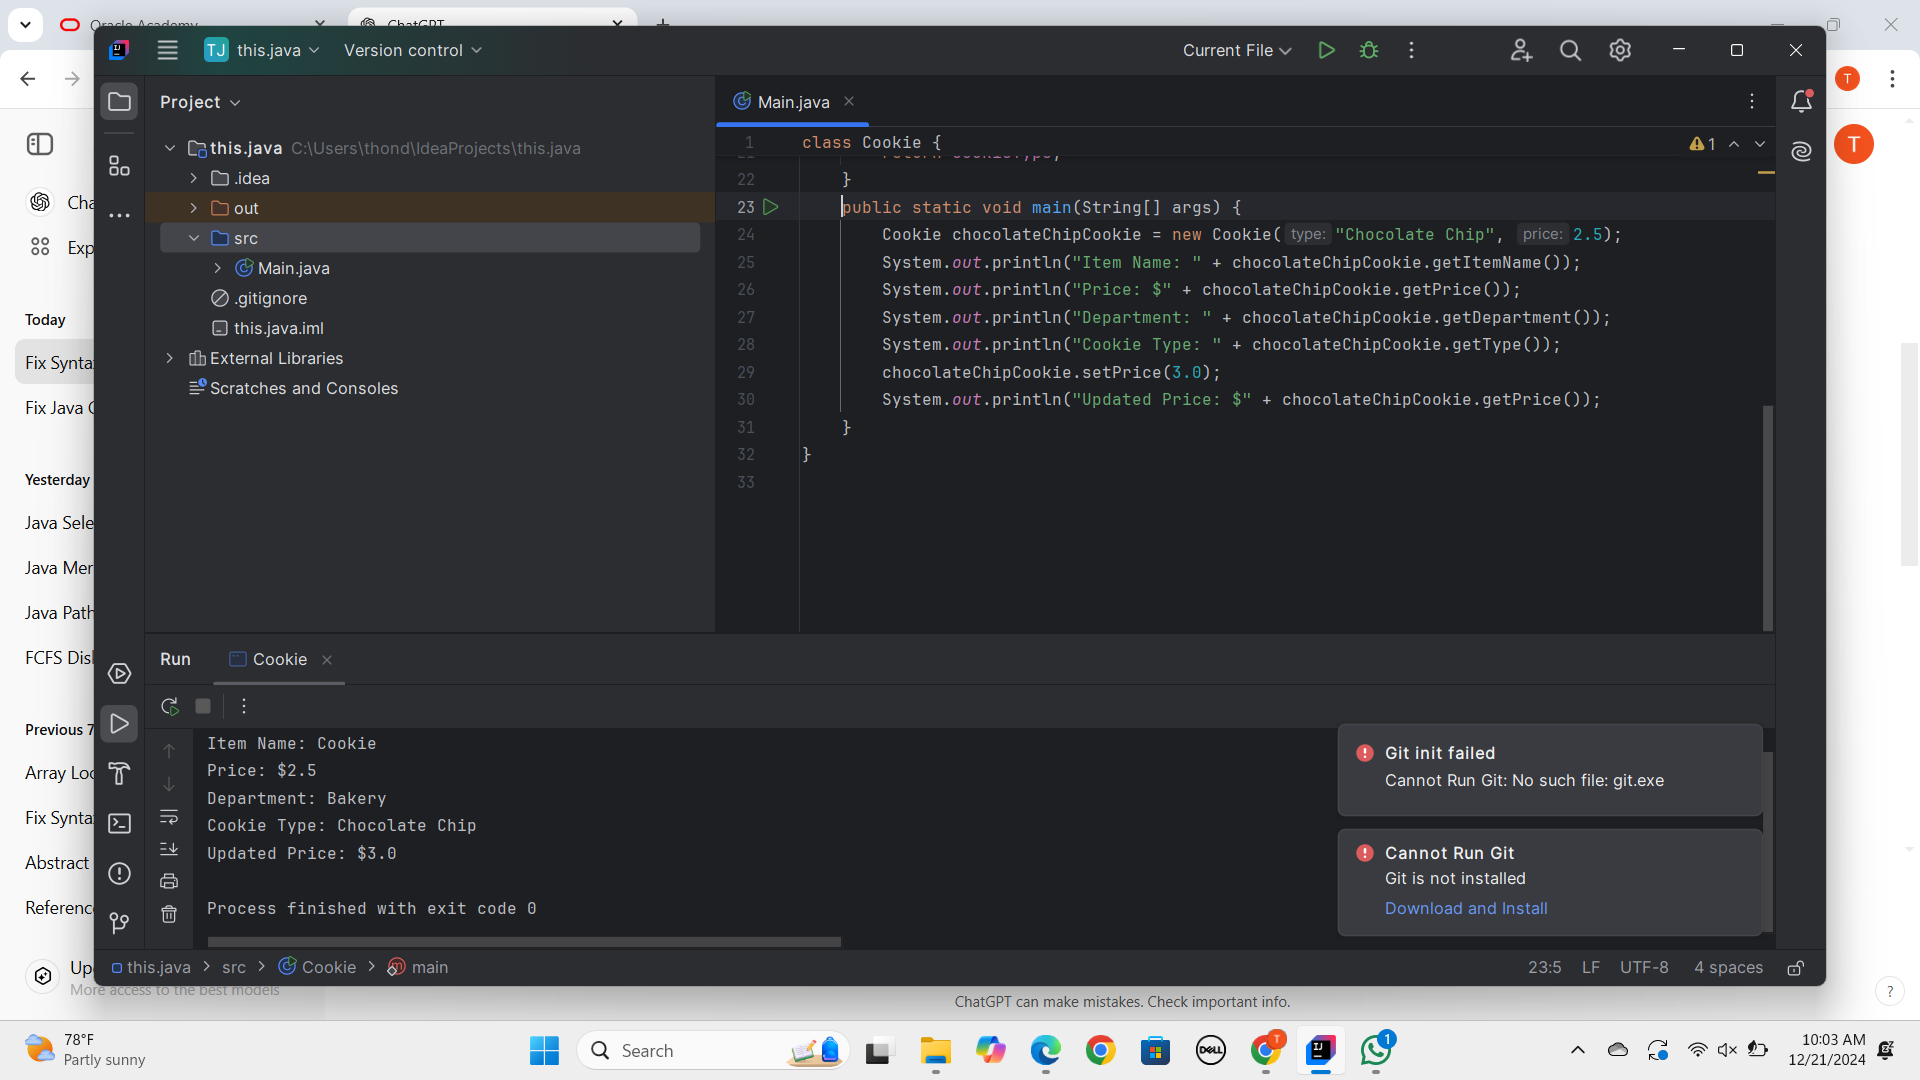 Oracle Academy
ChatGPT
TJ this.java
Version control
Current File
T
Project
Main.java
this.java C:\Users\thond\IdeaProjects\this.java
.idea
out
src
Main.java
.gitignore
this.java.iml
External Libraries
Scratches and Consoles
1 class Cookie {
1
22 }
23 public static void main(String[] args) {
24 Cookie chocolateChipCookie = new Cookie( type: "Chocolate Chip", price: 2.5);
25 System.out.println("Item Name: " + chocolateChipCookie.getItemName());
26 System.out.println("Price: $" + chocolateChipCookie.getPrice());
27 System.out.println("Department: " + chocolateChipCookie.getDepartment());
28 System.out.println("Cookie Type: " + chocolateChipCookie.getType());
29 chocolateChipCookie.setPrice(3.0);
30 System.out.println("Updated Price: $" + chocolateChipCookie.getPrice());
31 }
32 }
33
T
Cha
Exp
Today
Fix Synta
Fix Java
Yesterday
Java Sele
Java Mer
Java Path
FCFS Dis
Previous 7
Array Loo
Fix Synta
Abstract
Reference
Up
More access to the best models
Run
Cookie
Item Name: Cookie
Price: $2.5
Department: Bakery
Cookie Type: Chocolate Chip
Updated Price: $3.0
Process finished with exit code 0
Git init failed
Cannot Run Git: No such file: git.exe
Cannot Run Git
Git is not installed
Download and Install
this.java > src > Cookie > main
23:5 LF UTF-8 4 spaces
ChatGPT can make mistakes. Check important info.
?
78°F
Partly sunny
Search
DELL
T
IJ
1
10:03 AM
12/21/2024